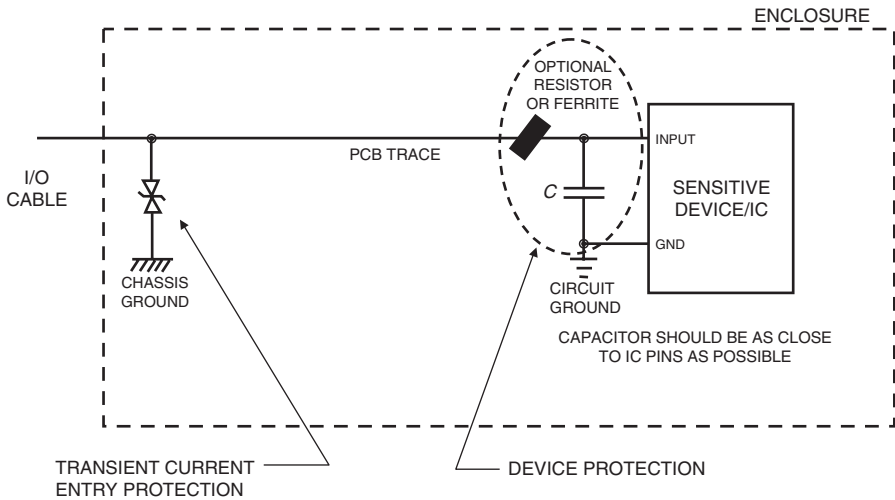 ENCLOSURE
OPTIONAL
RESISTOR
OR FERRITE
I/O
CABLE
PCB TRACE
C
INPUT
SENSITIVE
DEVICE/IC
GND
CHASSIS
GROUND
CIRCUIT
GROUND
CAPACITOR SHOULD BE AS CLOSE
TO IC PINS AS POSSIBLE
TRANSIENT CURRENT
ENTRY PROTECTION
DEVICE PROTECTION